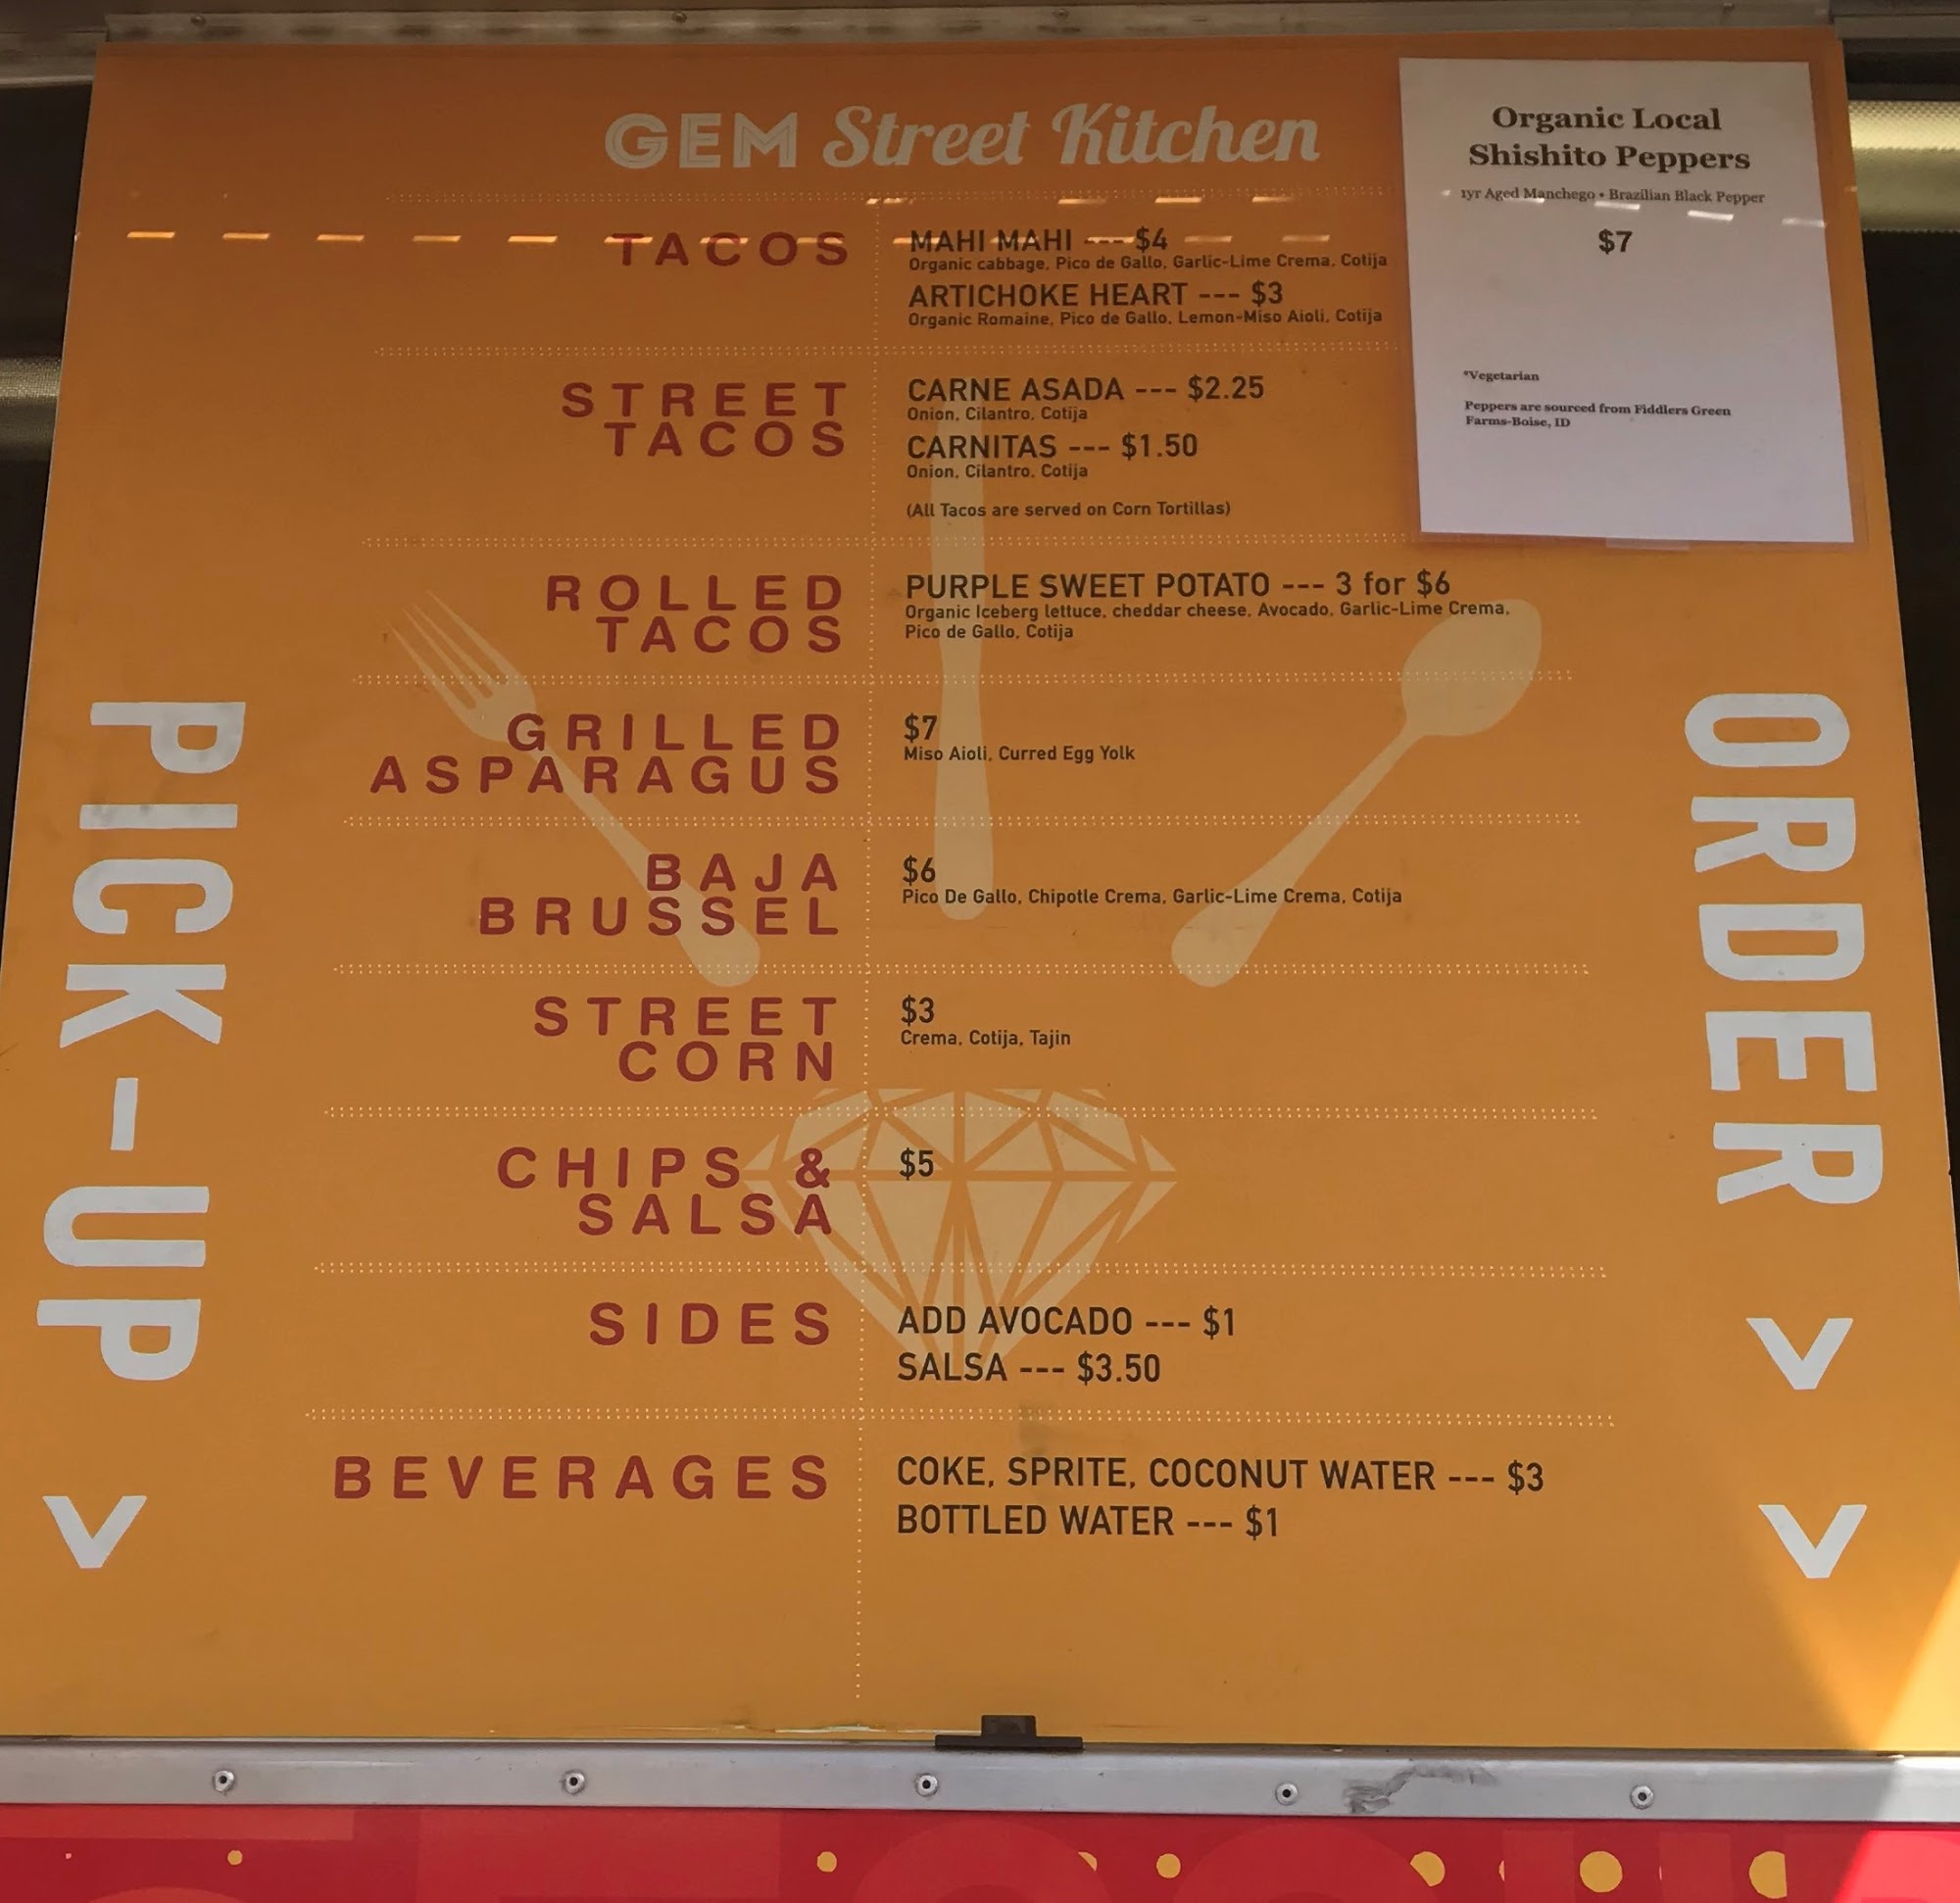 GEM Street Kitchen
TACOS
MAHI MAHI --- $4
Organic cabbage, Pico de Gallo, Garlic-Lime Crema, Cotija
ARTICHOKE HEART --- $3
Organic Romaine, Pico de Gallo, Lemon-Miso Aioli, Cotija
STREET
TACOS
CARNE ASADA --- $2.25
Onion, Cilantro, Cotija
CARNITAS --- $1.50
Onion, Cilantro, Cotija
(All Tacos are served on Corn Tortillas)
ROLLED
TACOS
PURPLE SWEET POTATO --- 3 for $6
Organic Iceberg lettuce, cheddar cheese, Avocado, Garlic-Lime Crema,
Pico de Gallo, Cotija
GRILLED
ASPARAGUS
$7
Miso Aioli, Curred Egg Yolk
BAJA
BRUSSEL
$6
Pico De Gallo, Chipotle Crema, Garlic-Lime Crema, Cotija
STREET
CORN
$3
Crema, Cotija, Tajin
CHIPS &
SALSA
$5
SIDES
ADD AVOCADO --- $1
SALSA --- $3.50
BEVERAGES
COKE, SPRITE, COCONUT WATER --- $3
BOTTLED WATER --- $1
Organic Local
Shishito Peppers
1yr Aged Manchego • Brazilian Black Pepper
$7
*Vegetarian
Peppers are sourced from Fiddlers Green
Farms-Boise, ID
PICK-UP >
ORDER >>